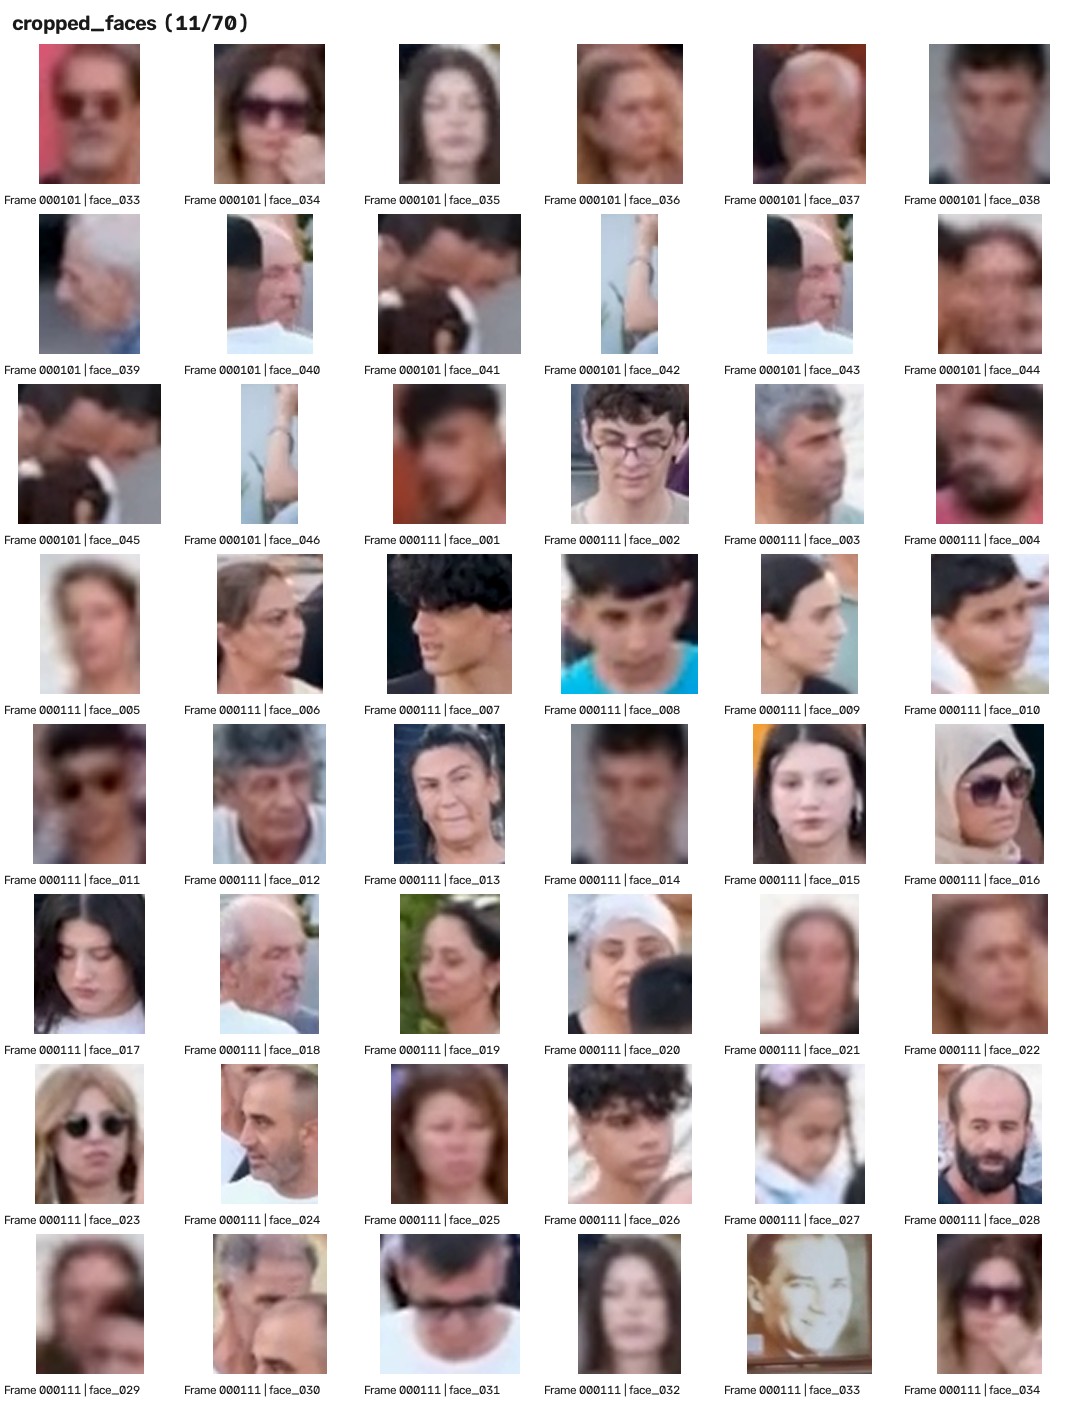 cropped_faces (11/70)
Frame 000101 | face_033
Frame 000101 | face_034
Frame 000101 | face_035
Frame 000101 | face_036
Frame 000101 | face_037
Frame 000101 | face_038
Frame 000101 | face_039
Frame 000101 | face_040
Frame 000101 | face_041
Frame 000101 | face_042
Frame 000101 | face_043
Frame 000101 | face_044
Frame 000101 | face_045
Frame 000101 | face_046
Frame 000111 | face_001
Frame 000111 | face_002
Frame 000111 | face_003
Frame 000111 | face_004
Frame 000111 | face_005
Frame 000111 | face_006
Frame 000111 | face_007
Frame 000111 | face_008
Frame 000111 | face_009
Frame 000111 | face_010
Frame 000111 | face_011
Frame 000111 | face_012
Frame 000111 | face_013
Frame 000111 | face_014
Frame 000111 | face_015
Frame 000111 | face_016
Frame 000111 | face_017
Frame 000111 | face_018
Frame 000111 | face_019
Frame 000111 | face_020
Frame 000111 | face_021
Frame 000111 | face_022
Frame 000111 | face_023
Frame 000111 | face_024
Frame 000111 | face_025
Frame 000111 | face_026
Frame 000111 | face_027
Frame 000111 | face_028
Frame 000111 | face_029
Frame 000111 | face_030
Frame 000111 | face_031
Frame 000111 | face_032
Frame 000111 | face_033
Frame 000111 | face_034